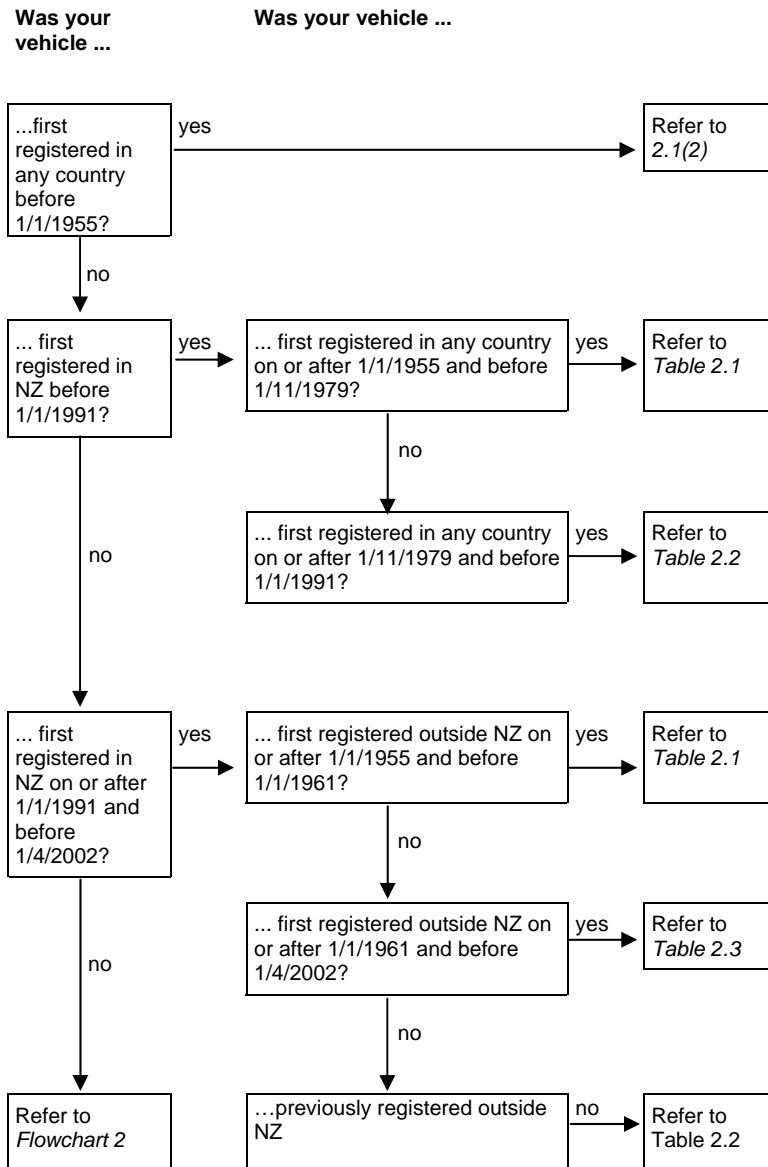 Was your
vehicle ...
Was your vehicle ...
...first
registered in
any country
before
1/1/1955?
yes
Refer to
2.1(2)
no
... first
registered in
NZ before
1/1/1991?
yes
... first registered in any country
on or after 1/1/1955 and before
1/11/1979?
yes
Refer to
Table 2.1
no
no
... first registered in any country
on or after 1/11/1979 and before
1/1/1991?
yes
Refer to
Table 2.2
... first
registered in
NZ on or after
1/1/1991 and
before
1/4/2002?
yes
... first registered outside NZ on
or after 1/1/1955 and before
1/1/1961?
yes
Refer to
Table 2.1
no
no
... first registered outside NZ on
or after 1/1/1961 and before
1/4/2002?
yes
Refer to
Table 2.3
no
Refer to
Flowchart 2
…previously registered outside
NZ
no
Refer to
Table 2.2